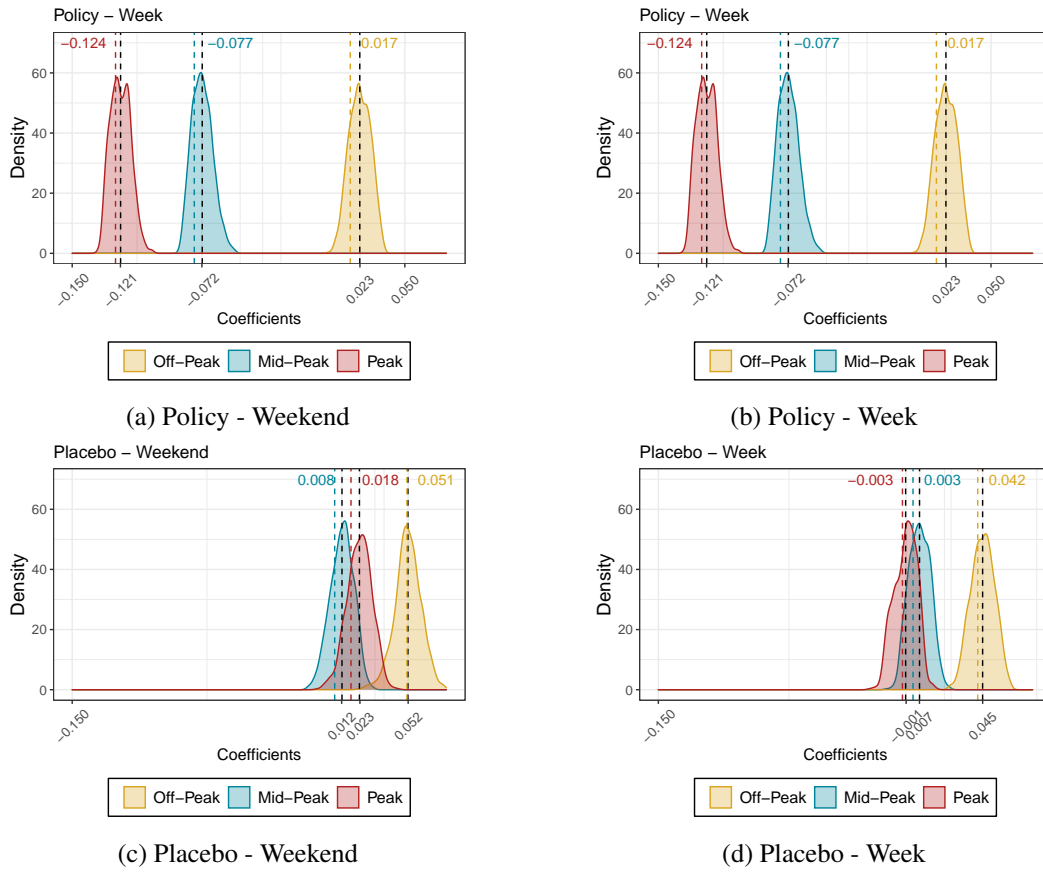 Policy − Week
−0.124 −0.077 0.017
60
40
20
0
Density
−0.150 −0.121 −0.072 0.023 0.050
Coefficients
Off−Peak Mid−Peak Peak
(a) Policy - Weekend
Policy − Week
−0.124 −0.077 0.017
60
40
20
0
Density
−0.150 −0.121 −0.072 0.023 0.050
Coefficients
Off−Peak Mid−Peak Peak
(b) Policy - Week
Placebo − Weekend
0.008 0.018 0.051
60
40
20
0
Density
−0.150 0.012 0.023 0.052
Coefficients
Off−Peak Mid−Peak Peak
(c) Placebo - Weekend
Placebo − Week
−0.003 0.003 0.042
60
40
20
0
Density
−0.150 −0.001 0.007 0.045
Coefficients
Off−Peak Mid−Peak Peak
(d) Placebo - Week